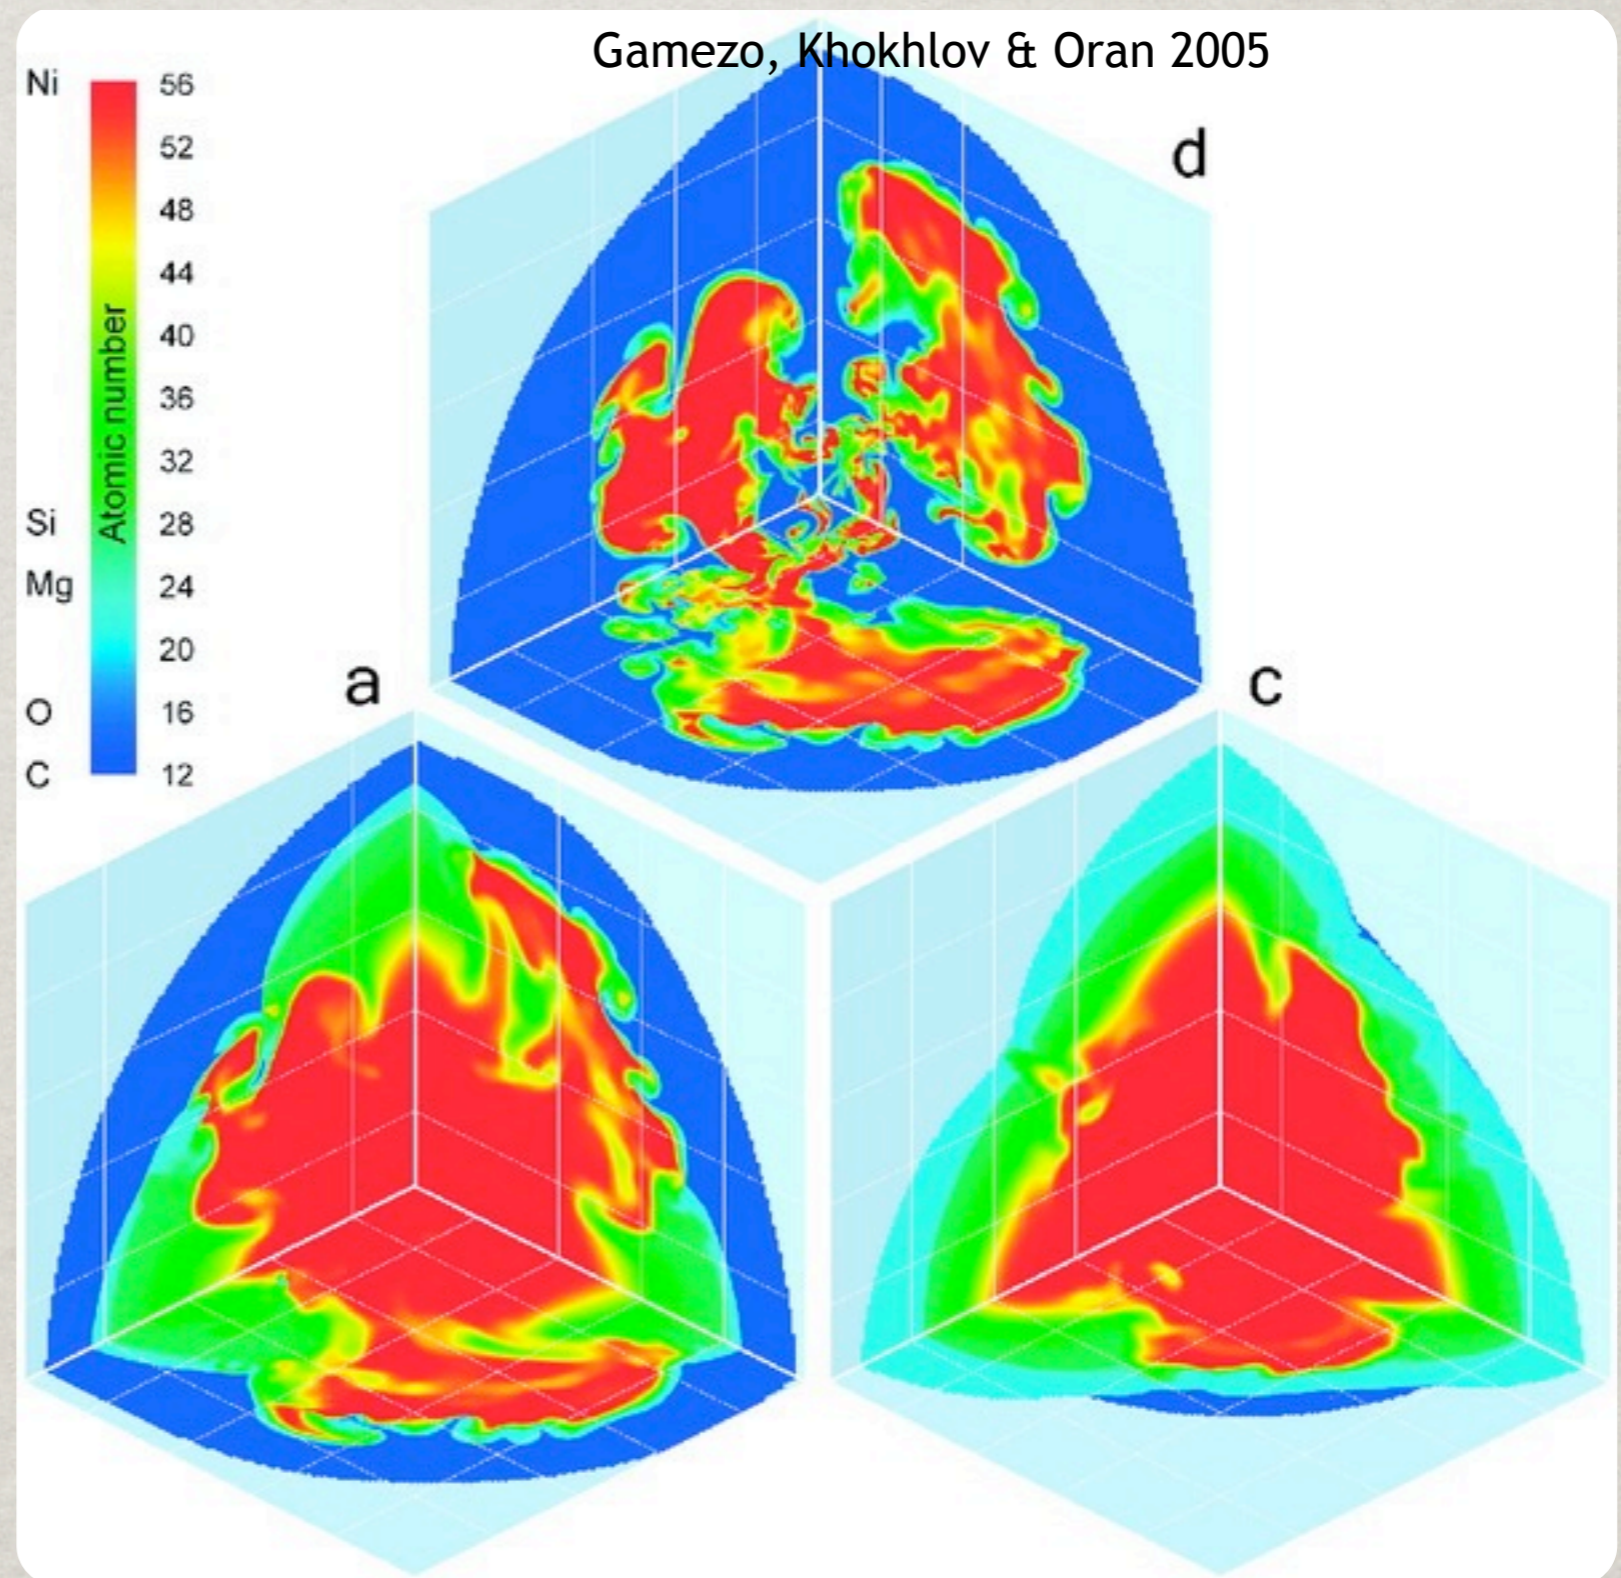 Gamezo, Khokhlov & Oran 2005
Ni 56
52
48
44
40
36
32
Si 28
Mg 24
20
O 16
C 12
Atomic number
d
a
c